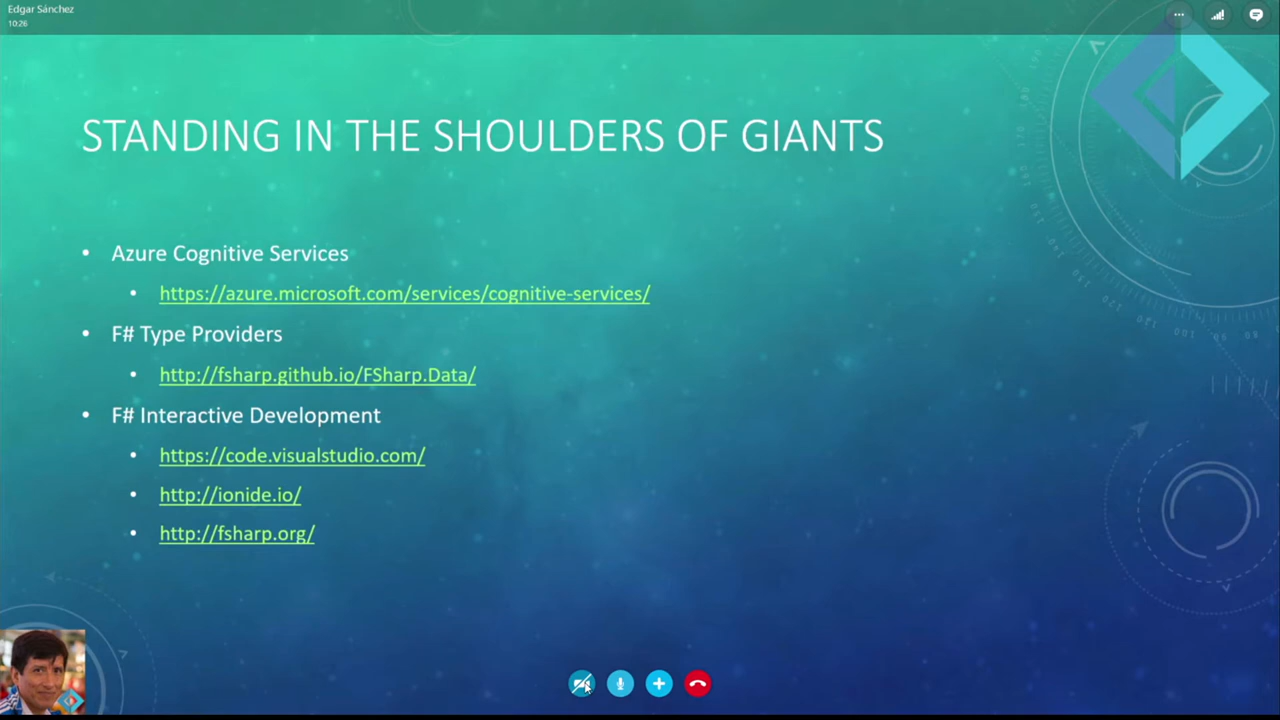 Edgar Sánchez
10:26
STANDING IN THE SHOULDERS OF GIANTS
• Azure Cognitive Services
• https://azure.microsoft.com/services/cognitive-services/
• F# Type Providers
• http://fsharp.github.io/FSharp.Data/
• F# Interactive Development
• https://code.visualstudio.com/
• http://ionide.io/
• http://fsharp.org/